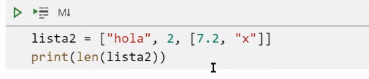 M↓
lista2 = ["hola", 2, [7.2, "x"]]
print(len(lista2))